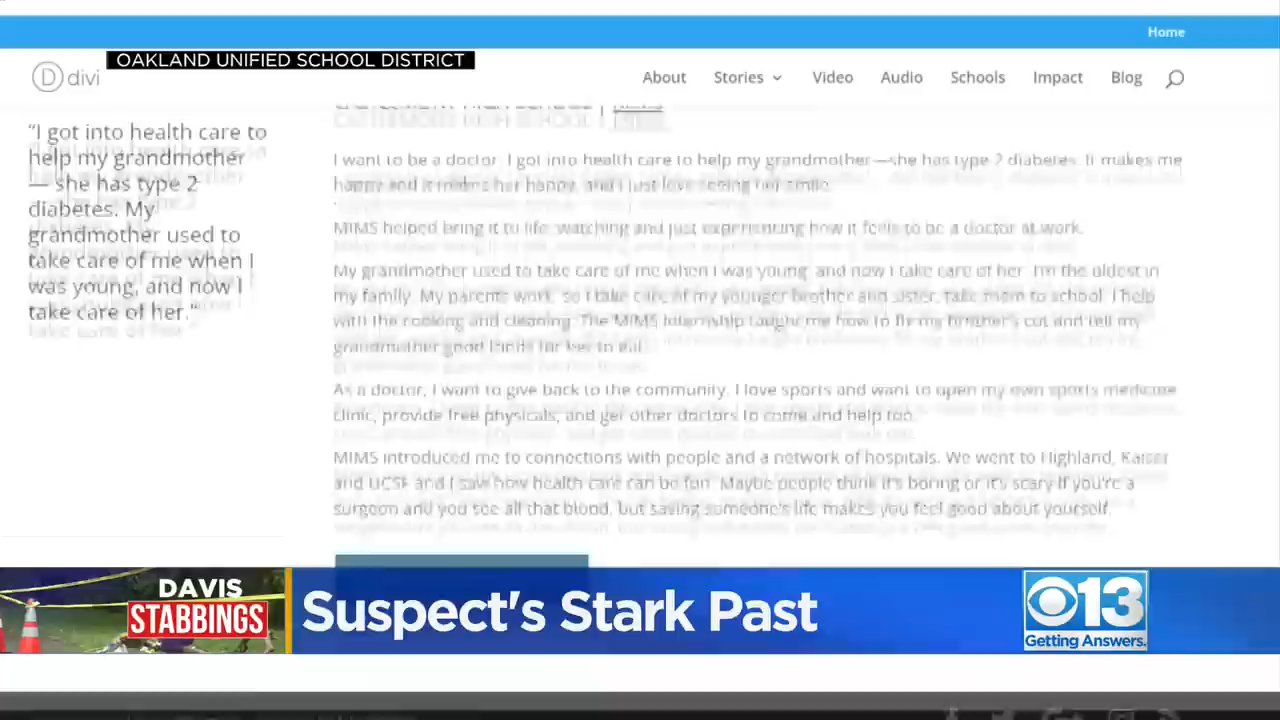 Home
OAKLAND UNIFIED SCHOOL DISTRICT
D divi
About Stories Video Audio Schools Impact Blog
"I got into health care to
help my grandmother
— she has type 2
diabetes. My
grandmother used to
take care of me when I
was young, and now I
take care of her."
I want to be a doctor. I got into health care to help my grandmother—she has type 2 diabetes. It makes me
happy and it makes her happy, and I just love seeing her smile.
MIMS helped bring it to life: watching and just experiencing how it feels to be a doctor at work.
My grandmother used to take care of me when I was young, and now I take care of her. I'm the oldest in
my family. My parents work, so I take care of my younger brother and sister, take them to school. I help
with the cooking and cleaning. The MIMS internship taught me how to fix my brother's cut and tell my
grandmother good foods for her to eat.
As a doctor, I want to give back to the community. I love sports and want to open my own sports medicine
clinic, provide free physicals, and get other doctors to come and help too.
MIMS introduced me to connections with people and a network of hospitals. We went to Highland, Kaiser
and UCSF and I saw how health care can be fun. Maybe people think it's boring or it's scary if you're a
surgeon and you see all that blood, but saving someone's life makes you feel good about yourself.
DAVIS
STABBINGS
Suspect's Stark Past
13
Getting Answers.